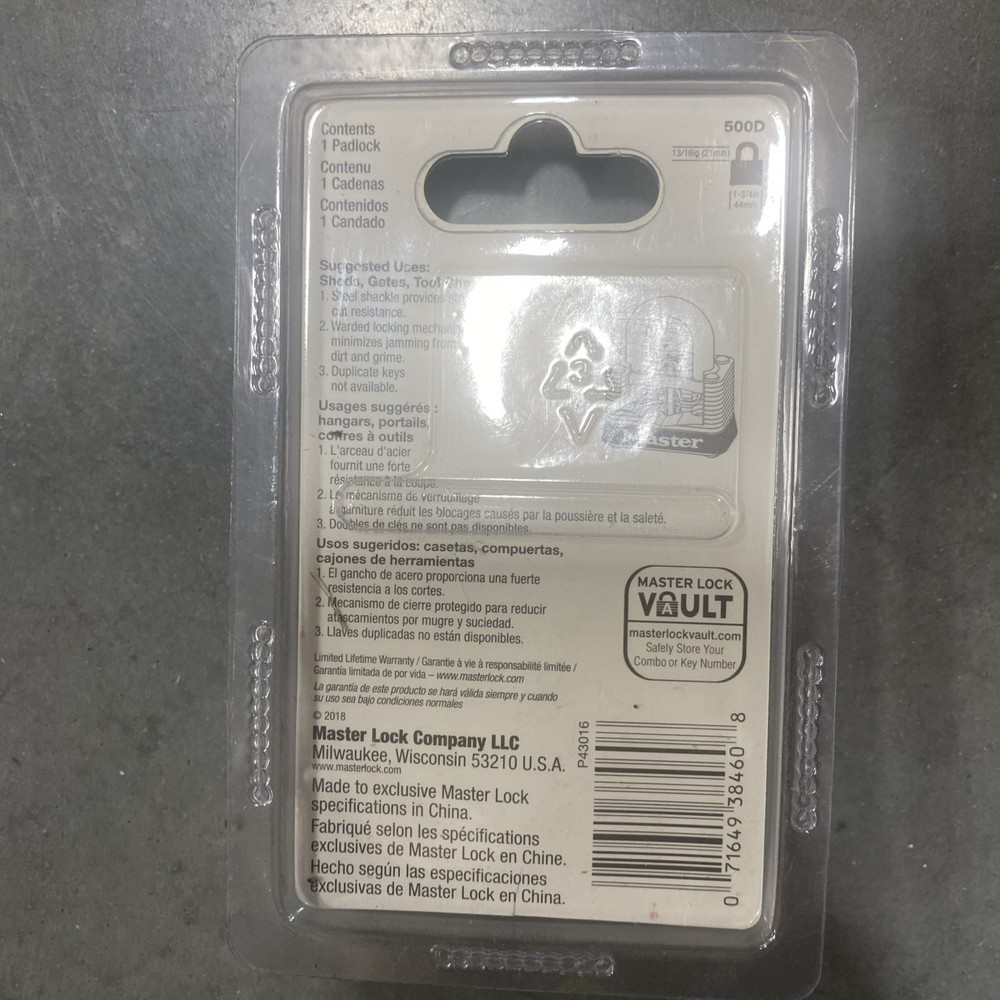 Contents
1 Padlock
Contenu
1 Cadenas
Contenidos
1 Candado
500D
13/16ig (21mm)
44mm
Suggested Uses:
Sheds, Gates, Tool
1. Steel shackle provides
cut resistance.
2. Warded locking
minimizes jamming from
dirt and grime.
3. Duplicate keys
not available.
3
Master
Usages suggérés :
hangars, portails,
coffres à outils
1. L'arceau d'acier
fournit une forte
résistance à la coupe.
2. Le mécanisme de verrouillage
à garniture réduit les blocages causés par la poussière et la saleté.
3. Doubles de clés ne sont pas disponibles.
Usos sugeridos: casetas, compuertas,
cajones de herramientas
1. El gancho de acero proporciona una fuerte
resistencia a los cortes.
2. Mecanismo de cierre protegido para reducir
atascamientos por mugre y suciedad.
3. Llaves duplicadas no están disponibles.
MASTER LOCK
VAULT
masterlockvault.com
Safely Store Your
Combo or Key Number
Limited Lifetime Warranty / Garantie à vie à responsabilité limitée /
Garantía limitada de por vida – www.masterlock.com
La garantía de este producto se hará válida siempre y cuando
su uso sea bajo condiciones normales
© 2018
Master Lock Company LLC
Milwaukee, Wisconsin 53210 U.S.A.
www.masterlock.com
Made to exclusive Master Lock
specifications in China.
Fabriqué selon les spécifications
exclusives de Master Lock en Chine.
Hecho según las especificaciones
exclusivas de Master Lock en China.
P43016
0 71649 38460 8